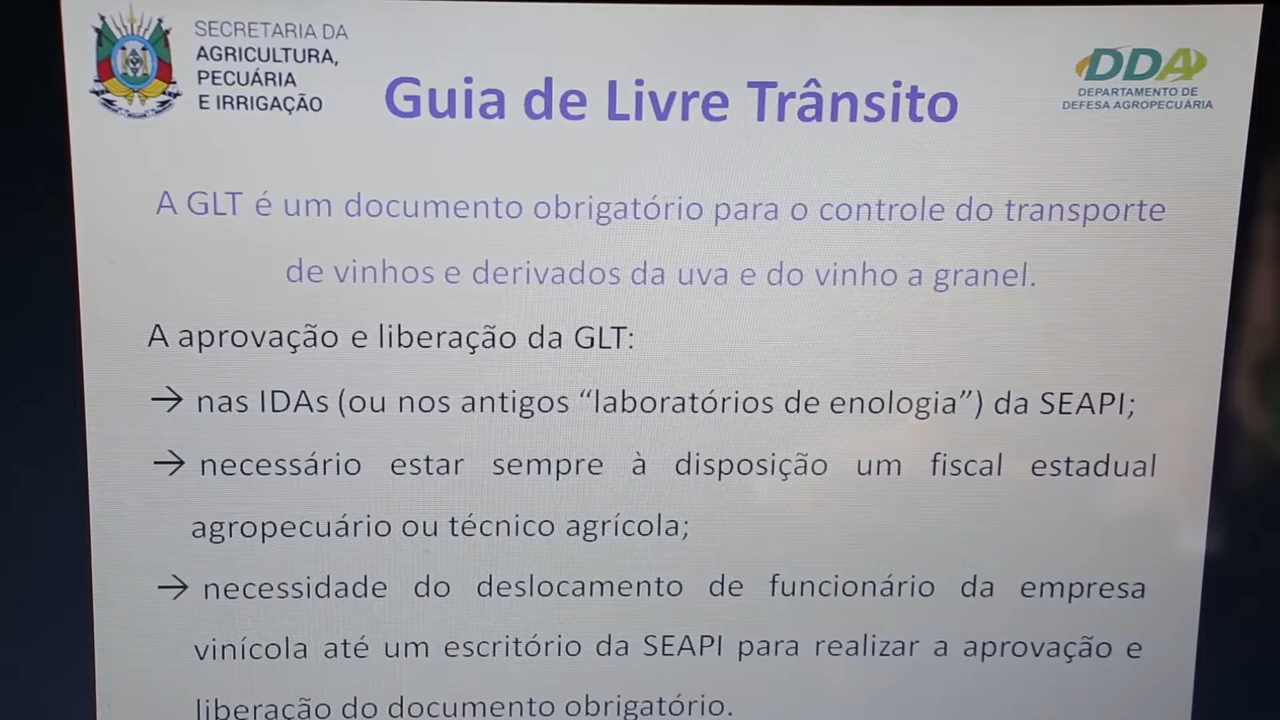 SECRETARIA DA
AGRICULTURA,
PECUÁRIA
E IRRIGAÇÃO
Guia de Livre Trânsito
DDA
DEPARTAMENTO DE
DEFESA AGROPECUÁRIA
A GLT é um documento obrigatório para o controle do transporte
de vinhos e derivados da uva e do vinho a granel.
A aprovação e liberação da GLT:
→ nas IDAs (ou nos antigos “laboratórios de enologia”) da SEAPI;
→ necessário estar sempre à disposição um fiscal estadual
agropecuário ou técnico agrícola;
→ necessidade do deslocamento de funcionário da empresa
vinícola até um escritório da SEAPI para realizar a aprovação e
liberação do documento obrigatório.